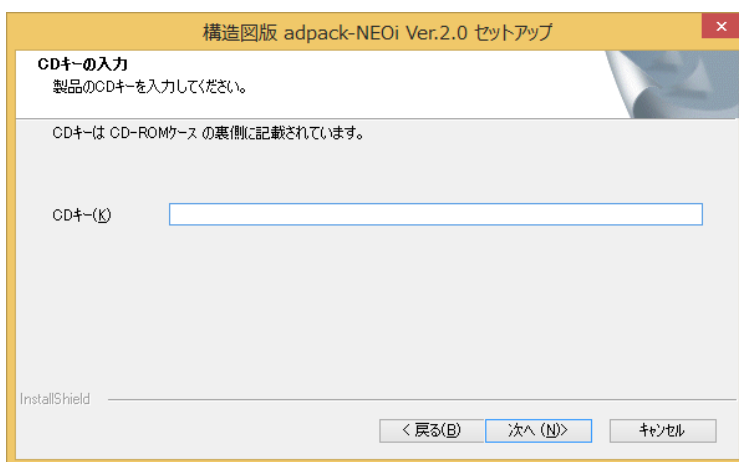 構造図版 adpack-NEOi Ver.2.0 セットアップ
×
CDキーの入力
製品のCDキーを入力してください。
CDキーは CD-ROMケース の裏側に記載されています。
CDキー(K)
InstallShield
< 戻る(B) 次へ (N)> キャンセル